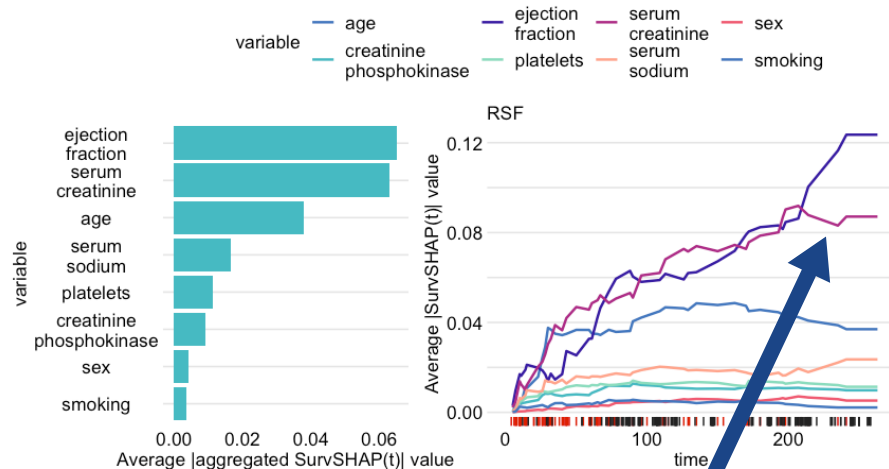 variable
age
creatinine
phosphokinase
ejection
fraction
platelets
serum
creatinine
serum
sodium
sex
smoking
variable
ejection
fraction
serum
creatinine
age
serum
sodium
platelets
creatinine
phosphokinase
sex
smoking
0.00 0.02 0.04 0.06
Average |aggregated SurvSHAP(t)| value
RSF
Average |SurvSHAP(t)| value
0.12
0.08
0.04
0.00
0 100 200
time